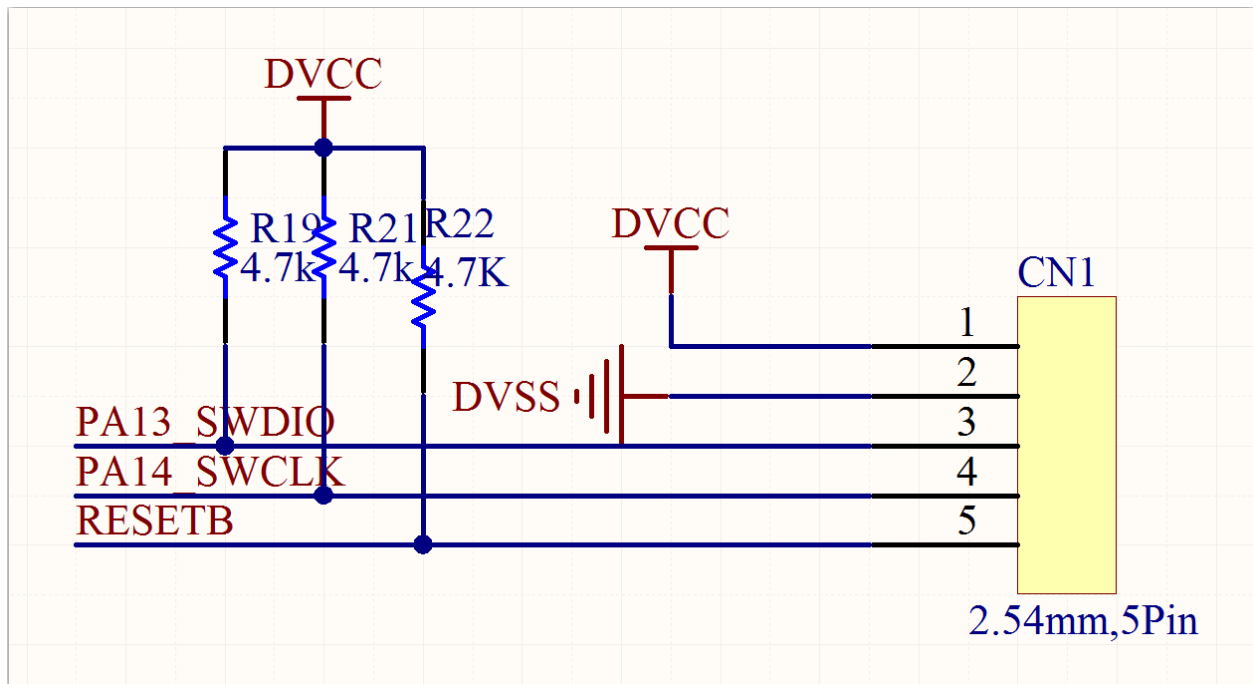 DVCC
R19 R21 R22
4.7k 4.7k 4.7K
DVCC
CN1
1
2
DVSS
3
PA13_SWDIO
4
PA14_SWCLK
5
RESETB
2.54mm,5Pin